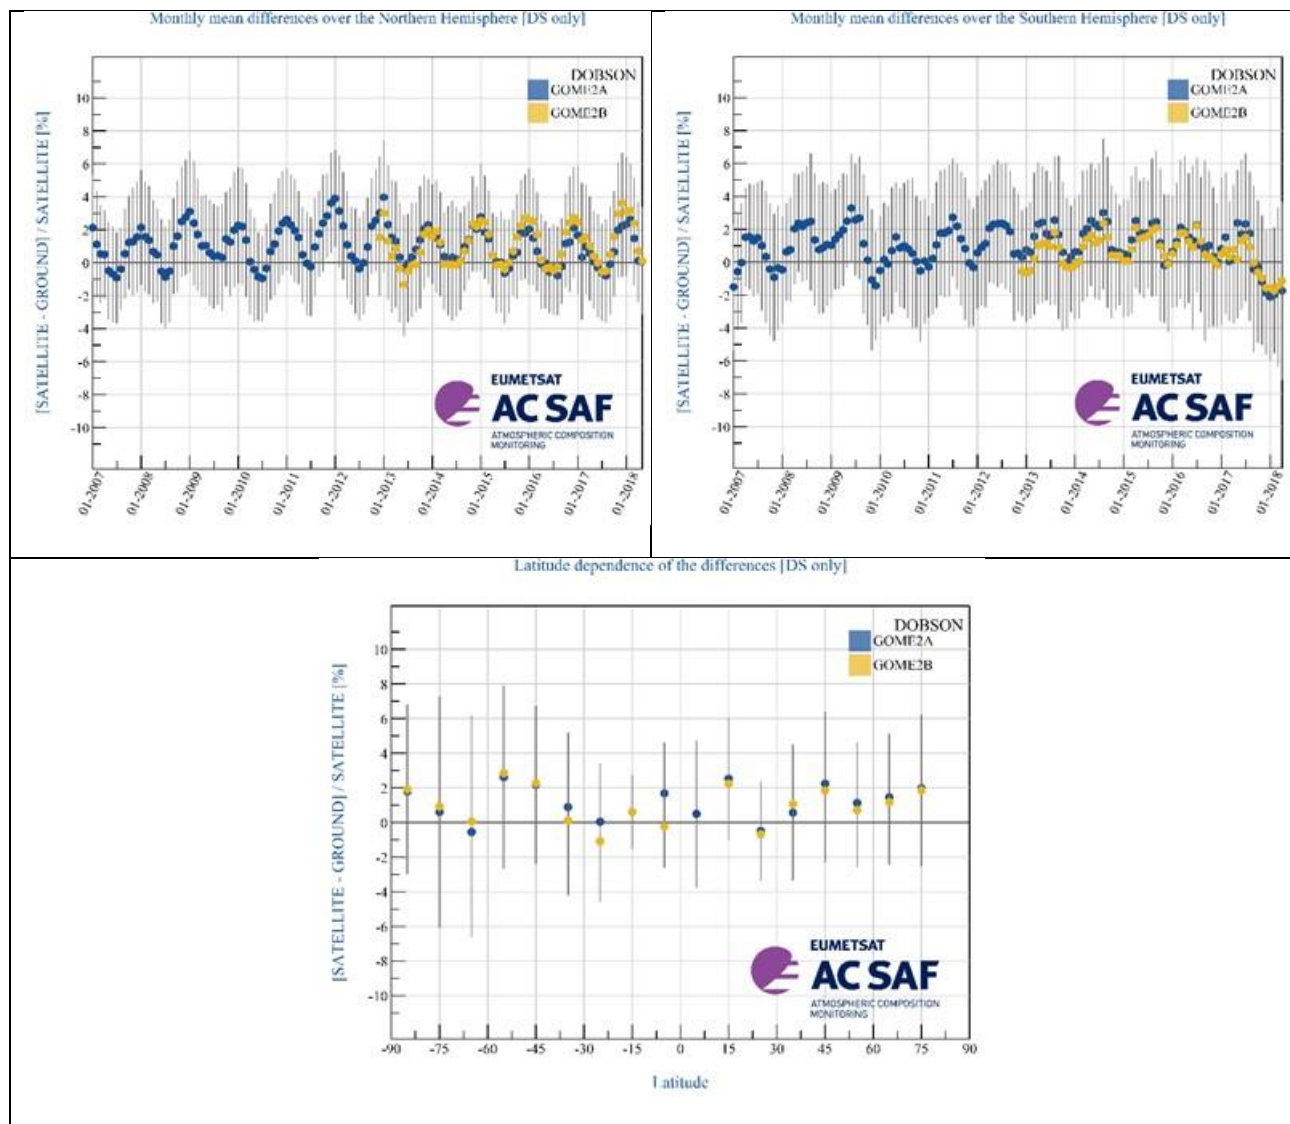 Monthly mean differences over the Northern Hemisphere [DS only]
[SATELLITE - GROUND] / SATELLITE [%]
10
8
6
4
2
0
-2
-4
-6
-8
-10
DOBSON
GOME2A
GOME2B
EUMETSAT
AC SAF
ATMOSPHERIC COMPOSITION
MONITORING
01-2007
01-2008
01-2009
01-2010
01-2011
01-2012
01-2013
01-2014
01-2015
01-2016
01-2017
01-2018
Monthly mean differences over the Southern Hemisphere [DS only]
[SATELLITE - GROUND] / SATELLITE [%]
10
8
6
4
2
0
-2
-4
-6
-8
-10
DOBSON
GOME2A
GOME2B
EUMETSAT
AC SAF
ATMOSPHERIC COMPOSITION
MONITORING
01-2007
01-2008
01-2009
01-2010
01-2011
01-2012
01-2013
01-2014
01-2015
01-2016
01-2017
01-2018
Latitude dependence of the differences [DS only]
[SATELLITE - GROUND] / SATELLITE [%]
10
8
6
4
2
0
-2
-4
-6
-8
-10
DOBSON
GOME2A
GOME2B
EUMETSAT
AC SAF
ATMOSPHERIC COMPOSITION
MONITORING
-90 -75 -60 -45 -30 -15 0 15 30 45 60 75 90
Latitude